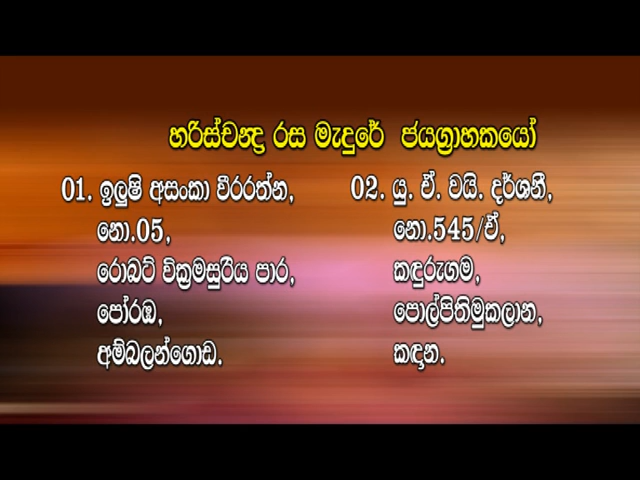 හරිස්චන්ද්‍ර රස මැදුරේ ජයග්‍රාහකයෝ
01. ඉලුෂි අසංකා වීරරත්න,
නො.05,
රොබට් වික්‍රමසූරිය පාර,
පෝරඹ,
අම්බලන්ගොඩ.
02. යූ. ඒ. වයි. දර්ශනී,
නො.545/ඒ,
කඳුරුගම,
පොල්පිතිමුකලාන,
කඳාන.